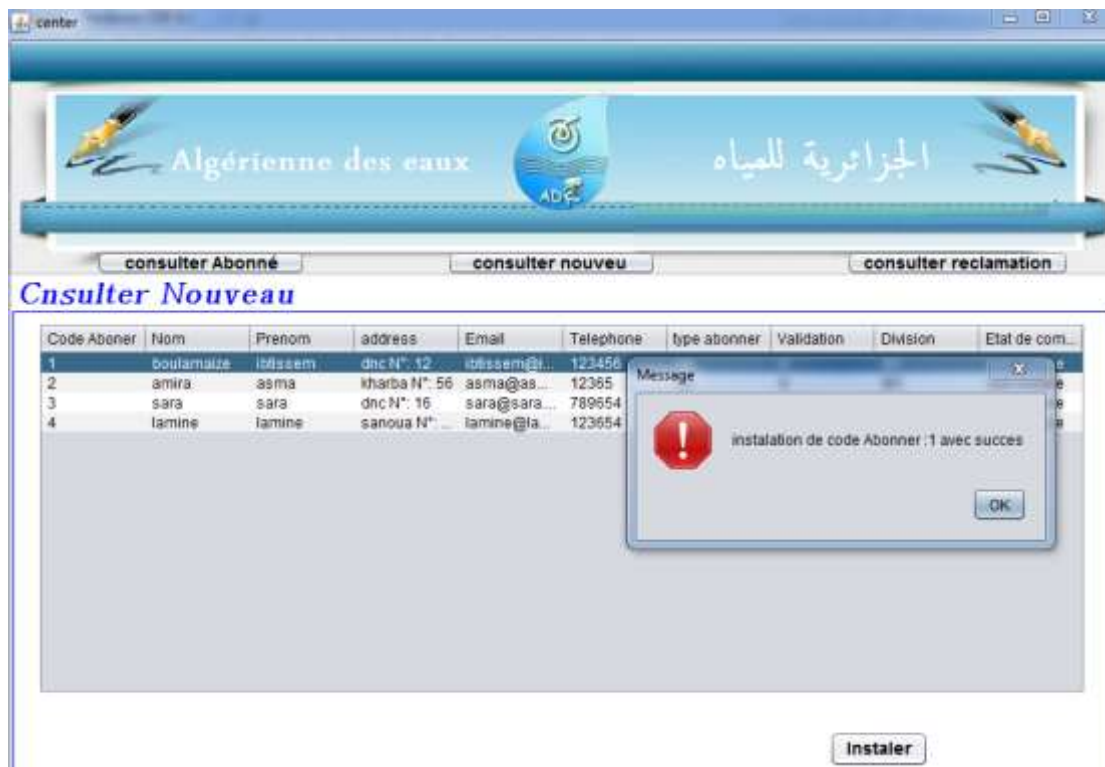 center
Algérienne des eaux
الجزائرية للمياه
ADE
consulter Abonné consulter nouveu consulter reclamation
Cnsulter Nouveau
Code Aboner Nom Prenom address Email Telephone type abonner Validation Division Etat de com...
1 boulamaize ibtissem dnc N°: 12 ibtissem@i... 123456
2 amira asma kharba N°: 56 asma@as... 12365
3 sara sara dnc N°: 16 sara@sara... 789654
4 lamine lamine sanoua N°: ... lamine@la... 123654
Message
instalation de code Abonner :1 avec succes
OK
Instaler